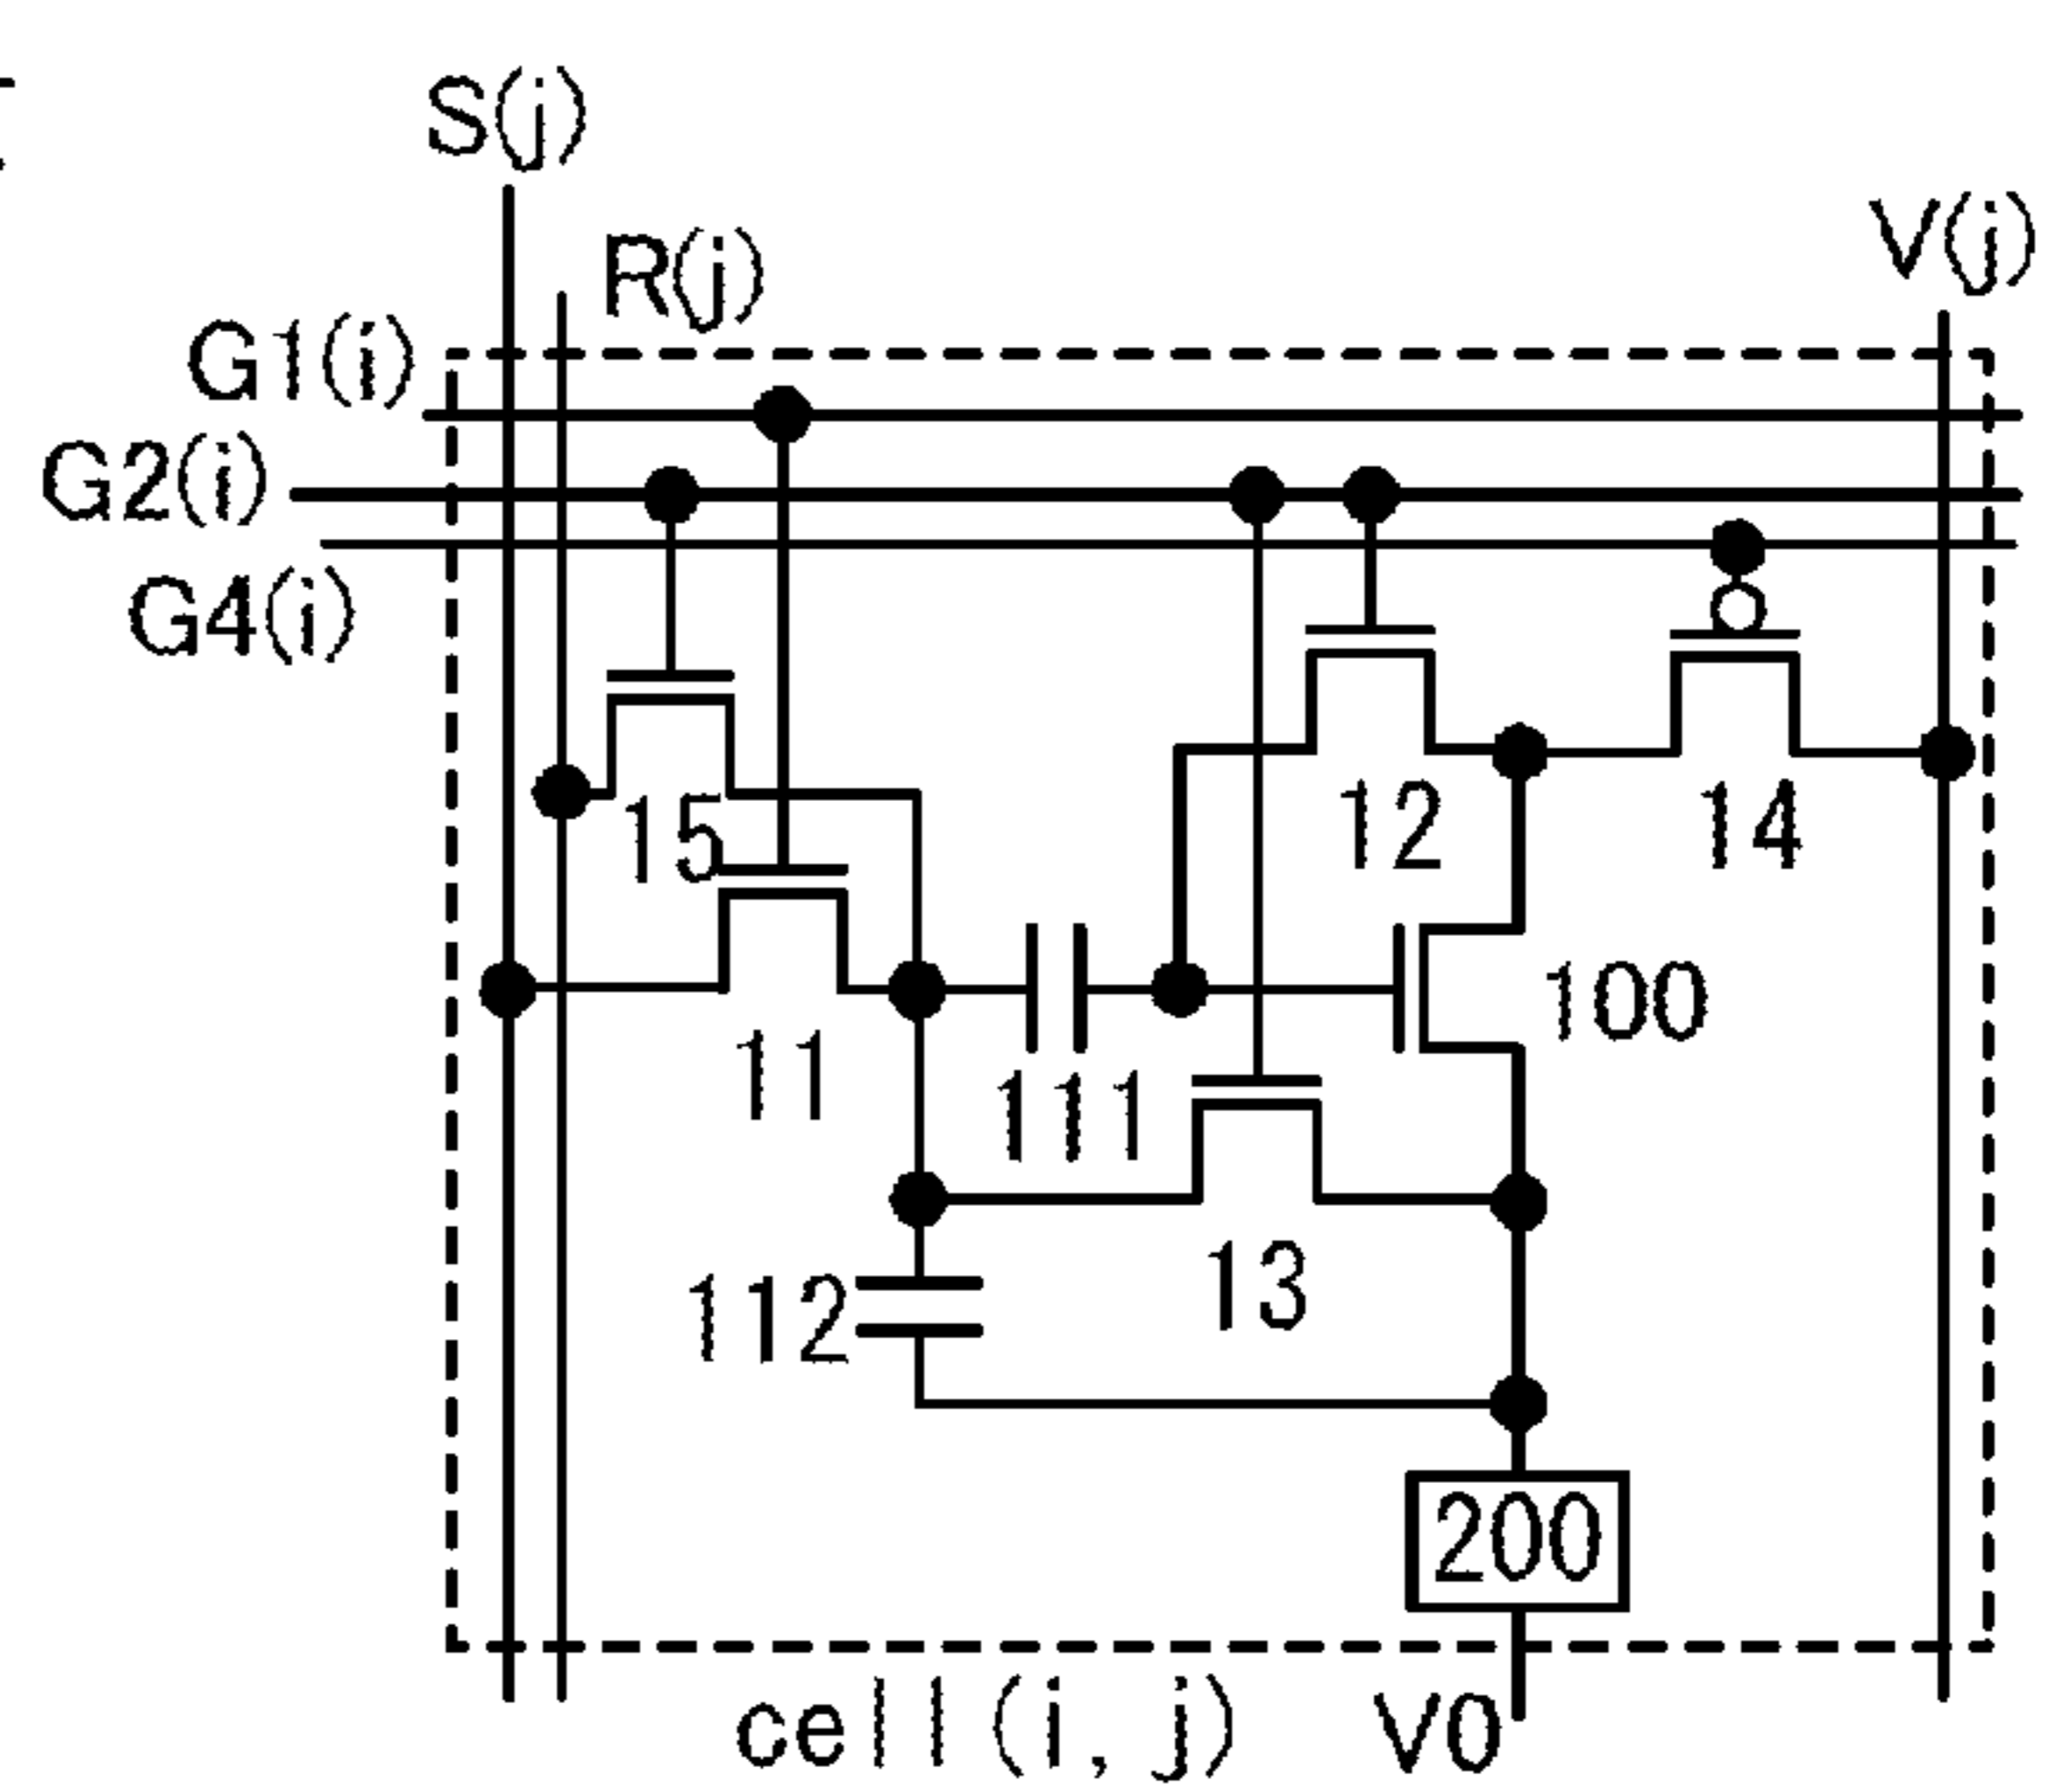 S(j)
R(j)
V(j)
G1(i)
G2(i)
G4(i)
15
12
14
11
100
111
13
112
200
cell(i,j)
V0